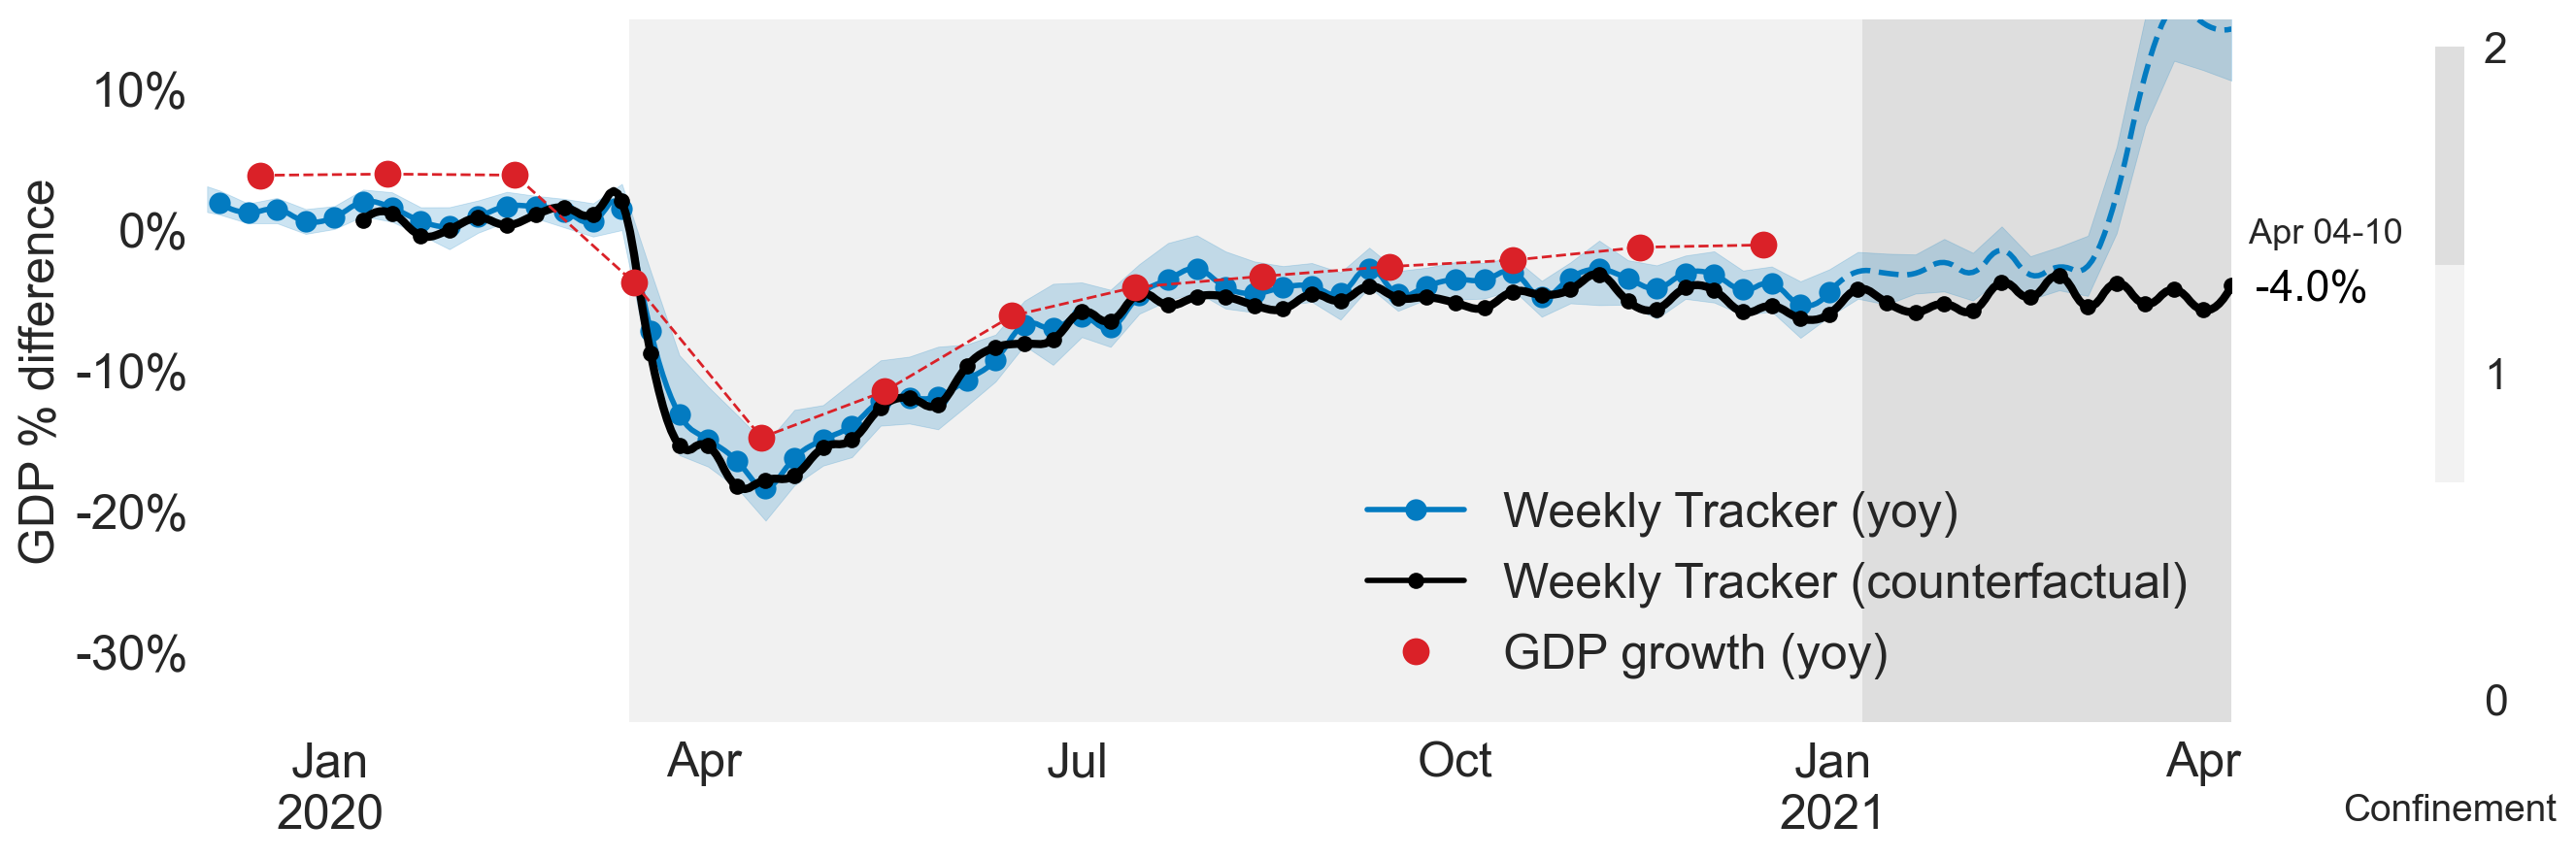 GDP % difference
10%
0%
-10%
-20%
-30%
Jan
2020
Apr
Jul
Oct
Jan
2021
Apr
Weekly Tracker (yoy)
Weekly Tracker (counterfactual)
GDP growth (yoy)
Apr 04-10
-4.0%
2
1
0
Confinement